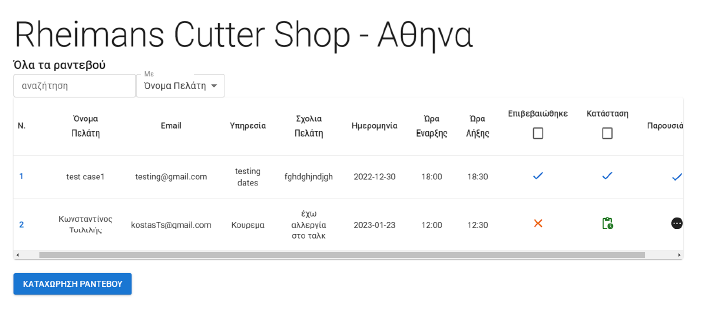 Rheimans Cutter Shop - Αθηνα
Όλα τα ραντεβού
Με
αναζήτηση Όνομα Πελάτη
N. Όνομα Πελάτη Email Υπηρεσία Σχολια Πελάτη Ημερομηνία Ώρα Εναρξης Ώρα Λήξης Επιβεβαιώθηκε Κατάσταση Παρουσιά
1 test case1 testing@gmail.com testing dates fghdghjndjgh 2022-12-30 18:00 18:30
2 Κωνσταντίνος kostasTs@gmail.com Κουρεμα έχω αλλεργία στο ταλκ 2023-01-23 12:00 12:30
ΚΑΤΑΧΩΡΗΣΗ ΡΑΝΤΕΒΟΥ